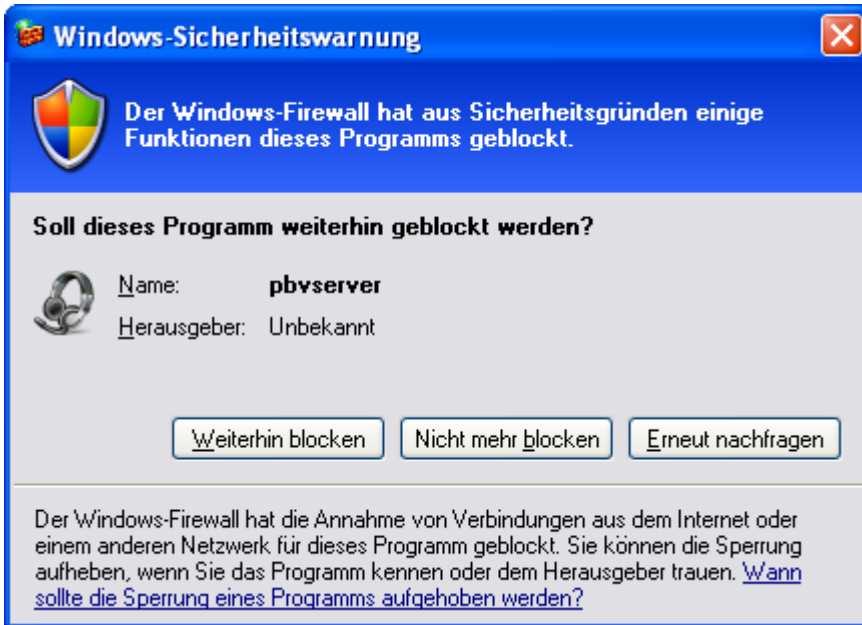 Windows-Sicherheitswarnung
Der Windows-Firewall hat aus Sicherheitsgründen einige
Funktionen dieses Programms geblockt.
Soll dieses Programm weiterhin geblockt werden?
Name: pbvserver
Herausgeber: Unbekannt
Weiterhin blocken Nicht mehr blocken Erneut nachfragen
Der Windows-Firewall hat die Annahme von Verbindungen aus dem Internet oder
einem anderen Netzwerk für dieses Programm geblockt. Sie können die Sperrung
aufheben, wenn Sie das Programm kennen oder dem Herausgeber trauen. Wann
sollte die Sperrung eines Programms aufgehoben werden?